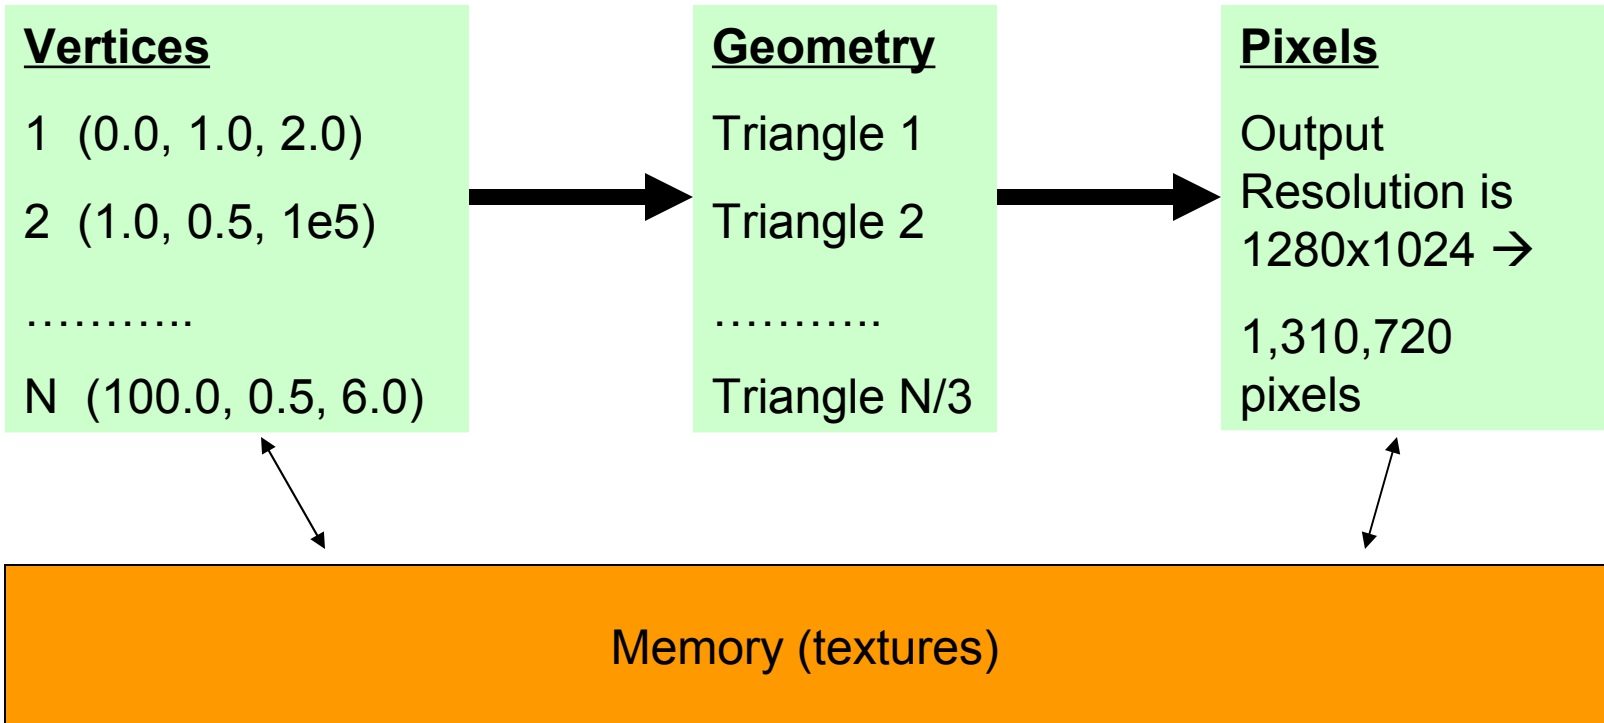 Vertices
1 (0.0, 1.0, 2.0)
2 (1.0, 0.5, 1e5)
………...
N (100.0, 0.5, 6.0)
Geometry
Triangle 1
Triangle 2
………...
Triangle N/3
Pixels
Output
Resolution is
1280x1024 →
1,310,720
pixels
Memory (textures)